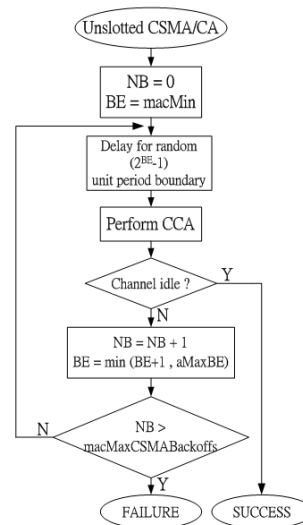 Unslotted CSMA/CA
NB = 0
BE = macMin
Delay for random
(2^BE-1)
unit period boundary
Perform CCA
Channel idle ?
Y
N
NB = NB + 1
BE = min (BE+1 , aMaxBE)
N
NB >
macMaxCSMABackoffs
Y
FAILURE
SUCCESS